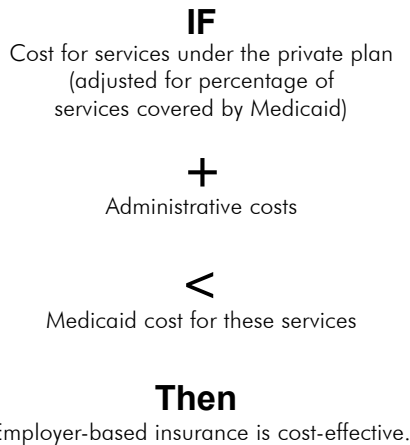 IF
Cost for services under the private plan
(adjusted for percentage of
services covered by Medicaid)
+
Administrative costs
<
Medicaid cost for these services
Then
Employer-based insurance is cost-effective.